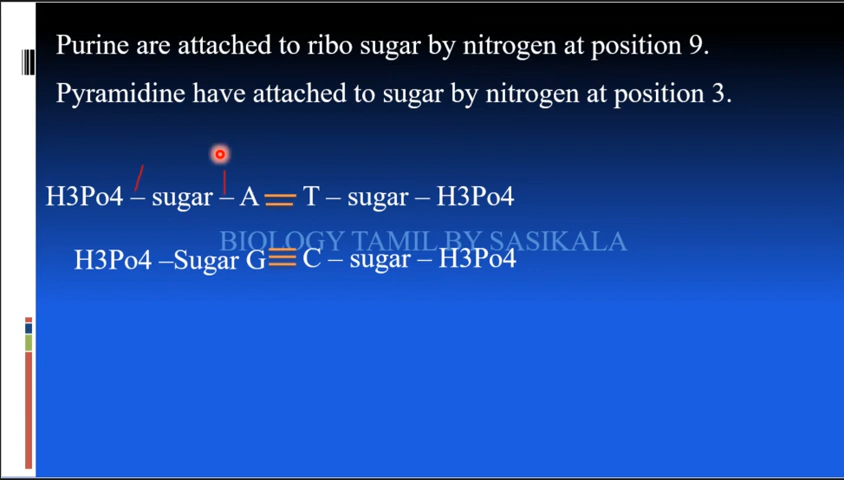 Purine are attached to ribo sugar by nitrogen at position 9.
Pyramidine have attached to sugar by nitrogen at position 3.
H3Po4 – sugar – A = T – sugar – H3Po4
BIOLOGY TAMIL BY SASIKALA
H3Po4 –Sugar G ≡ C – sugar – H3Po4